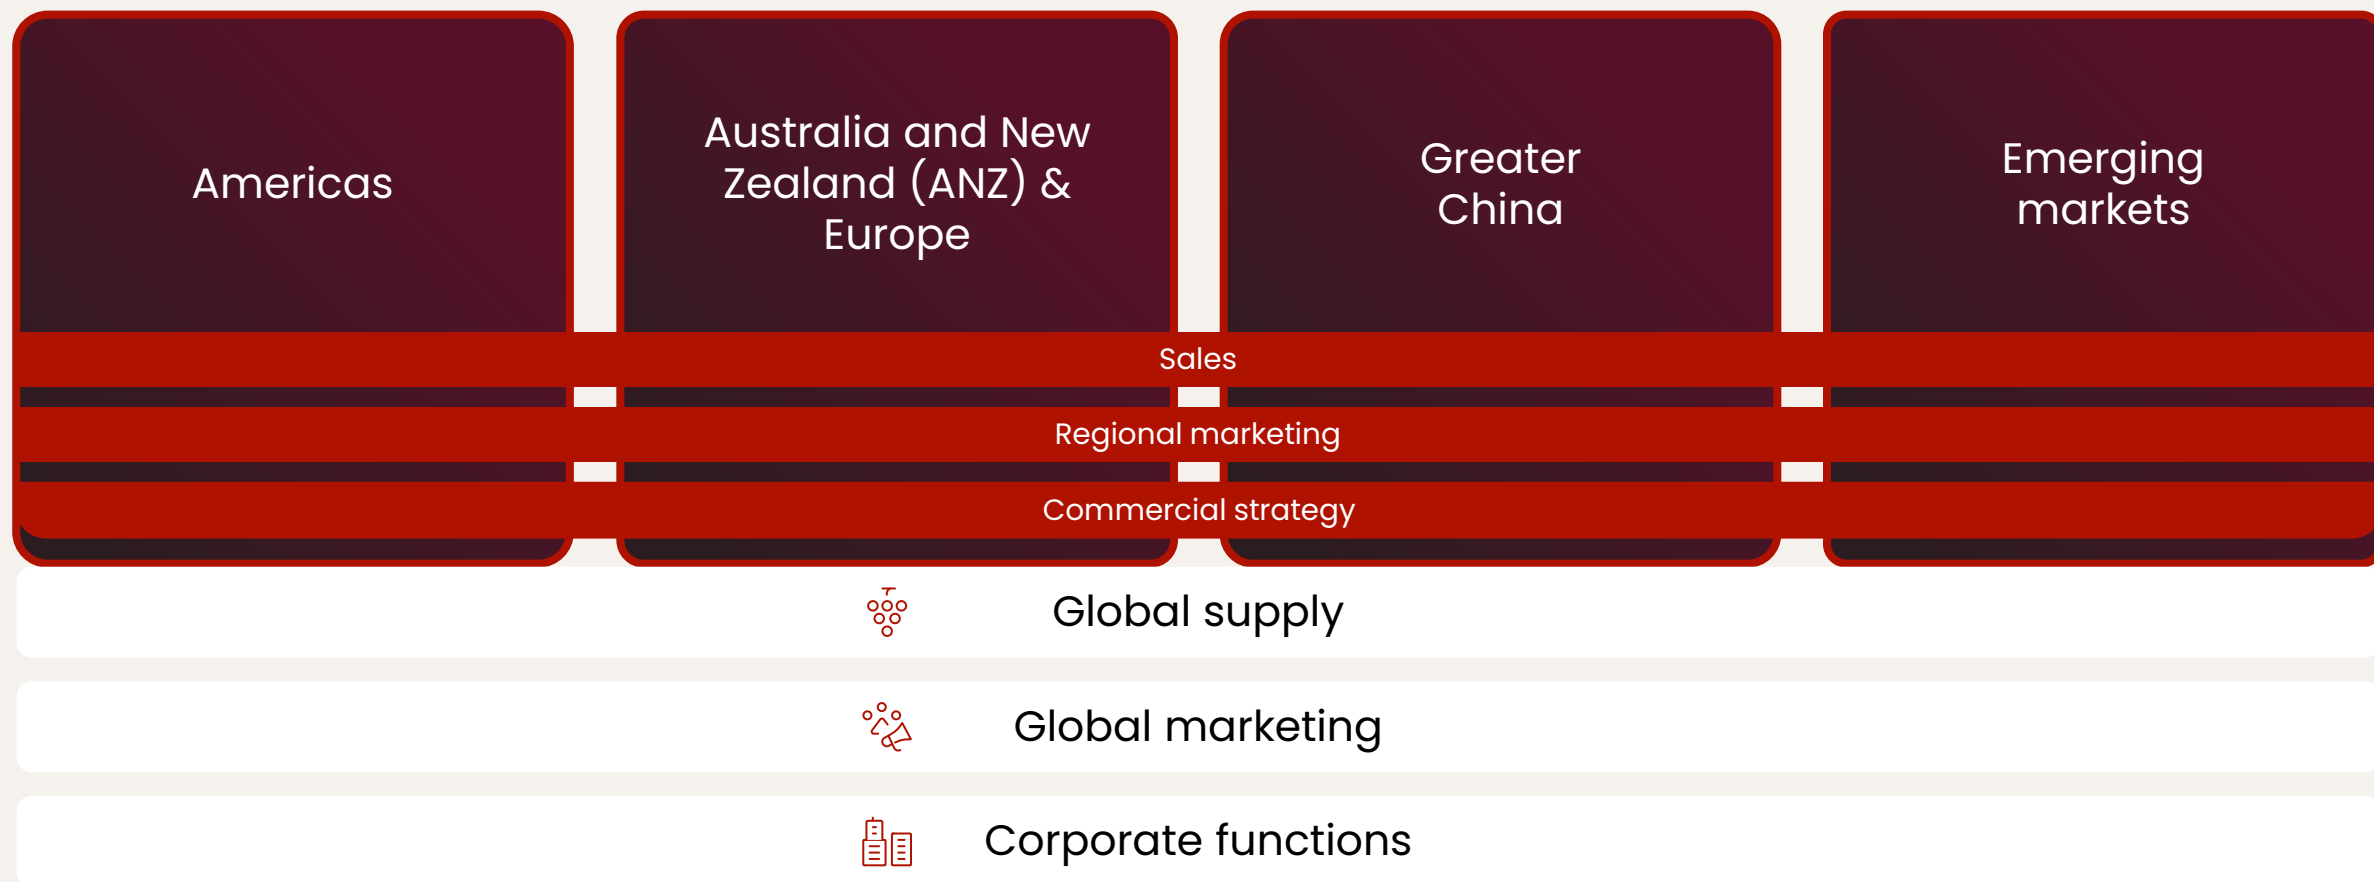 Americas
Australia and New
Zealand (ANZ) &
Europe
Greater
China
Emerging
markets
Sales
Regional marketing
Commercial strategy
Global supply
Global marketing
Corporate functions